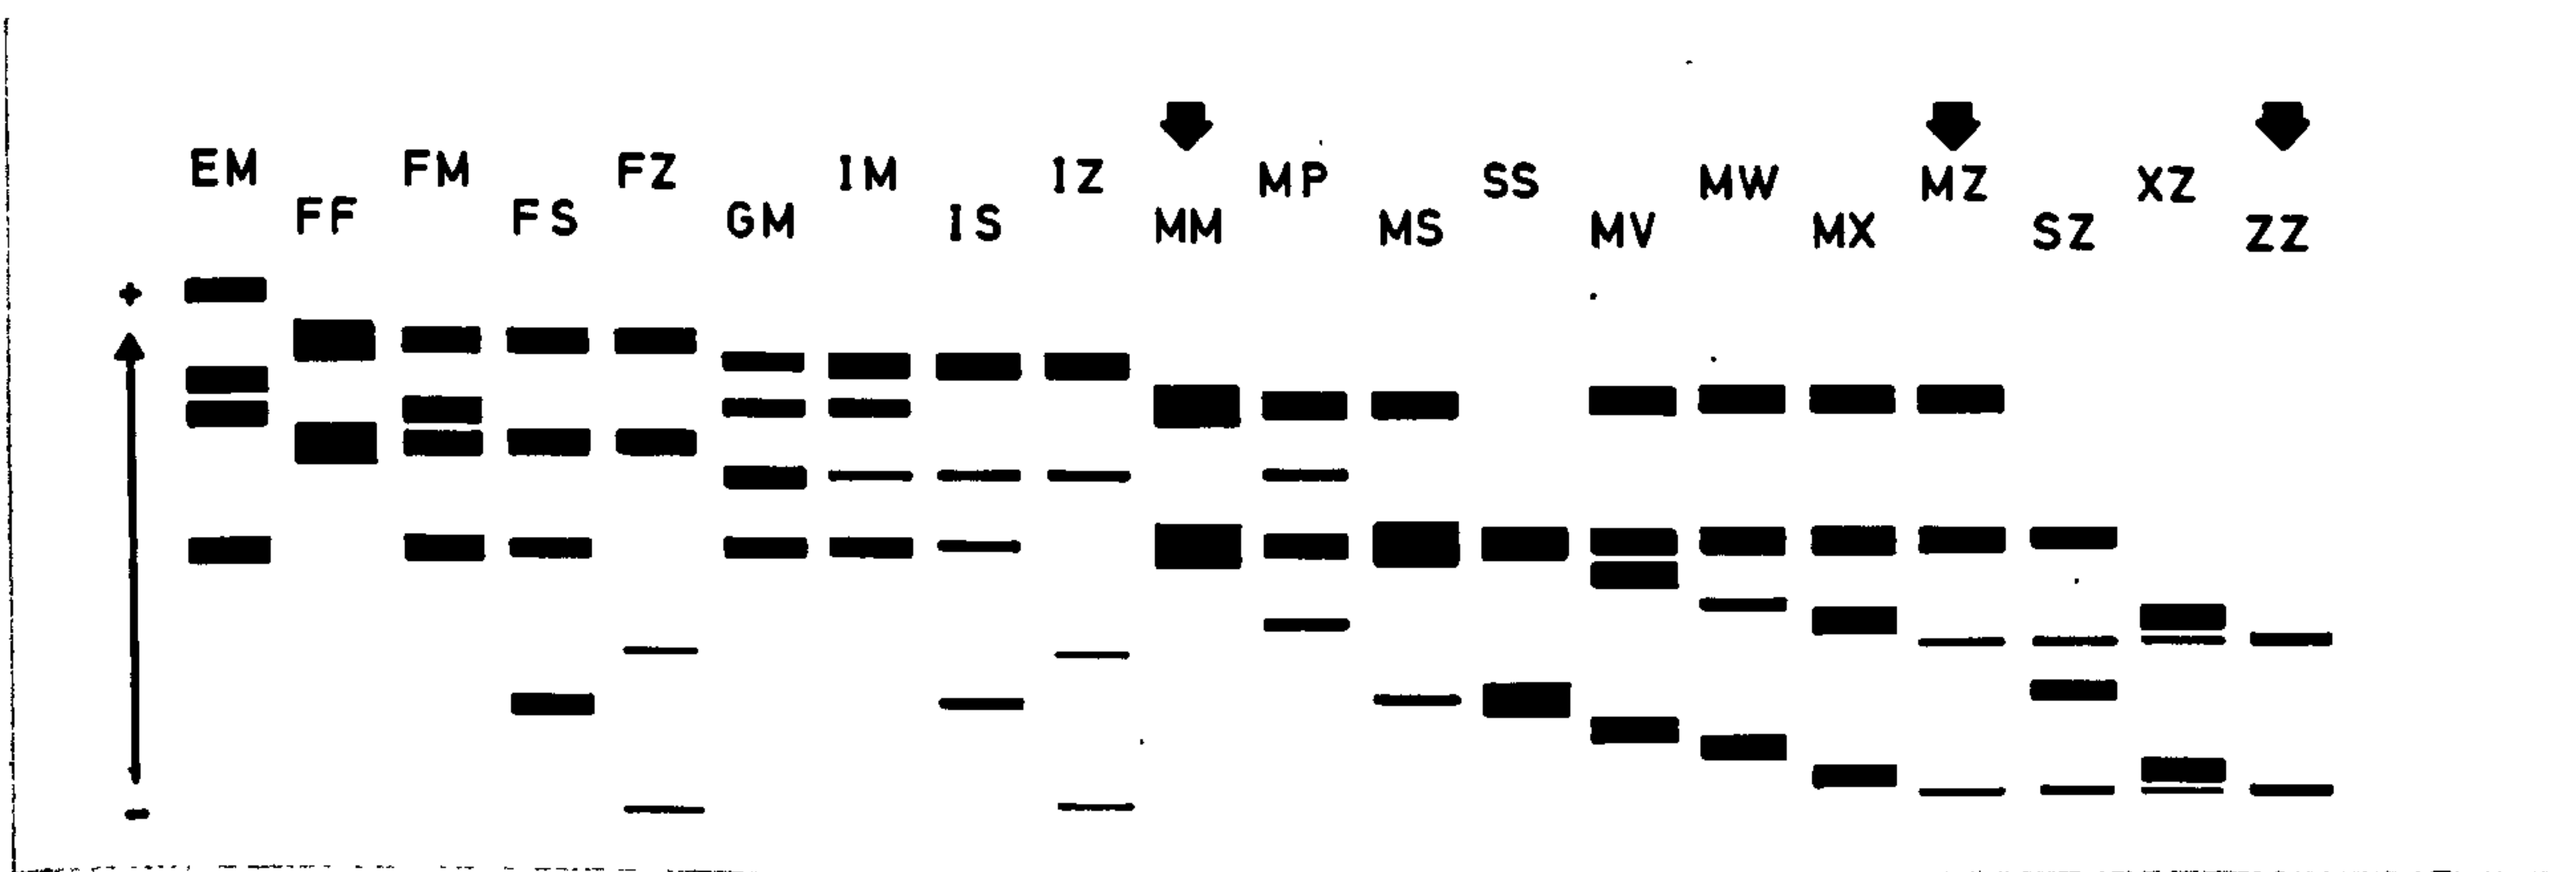 EM FM FZ IM IZ MP SS MW MZ XZ
FF FS GM IS MM MS MV MX SZ ZZ
+
-